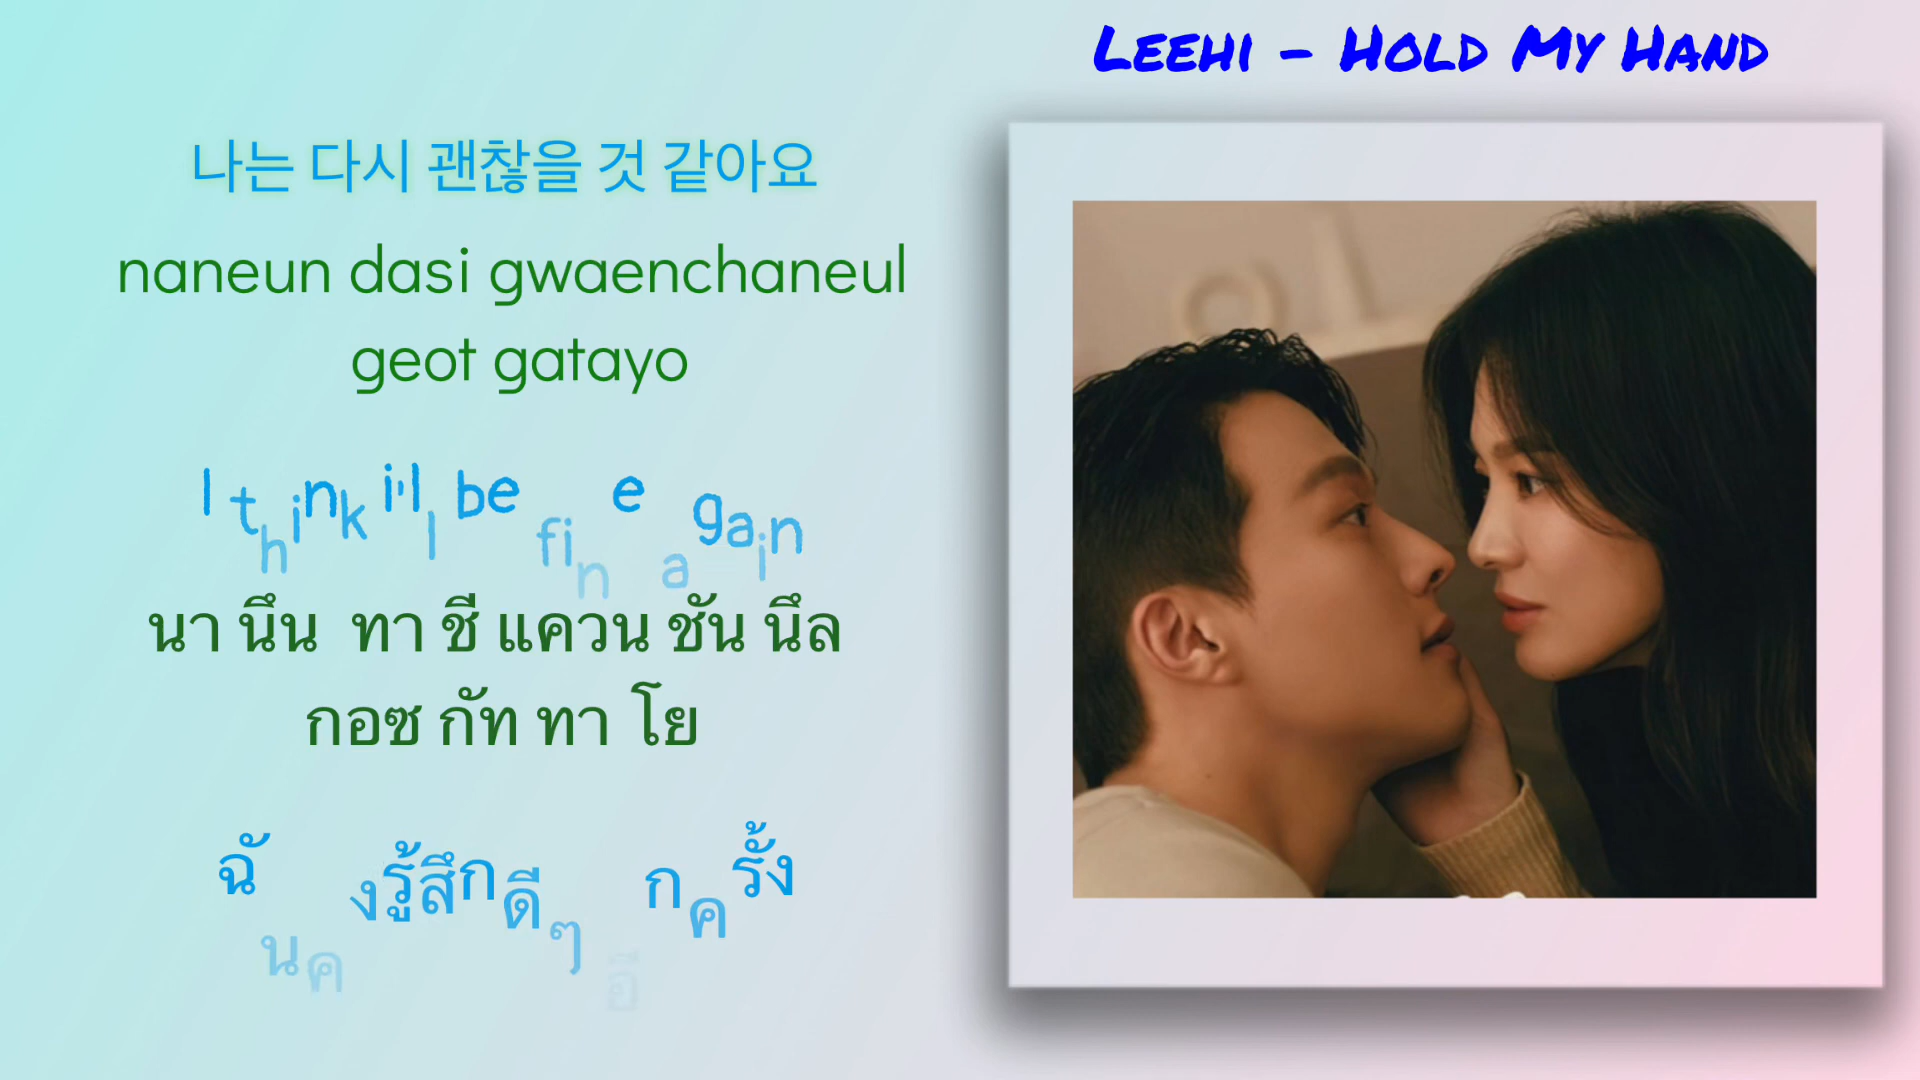 Leehi - Hold My Hand
나는 다시 괜찮을 것 같아요
naneun dasi gwaenchaneul
geot gatayo
I think i'll be fine again
นา นึน ทา ชี แควน ชัน นึล
กอซ กัท ทา โย
ฉันคงรู้สึกดีๆ อีกครั้ง